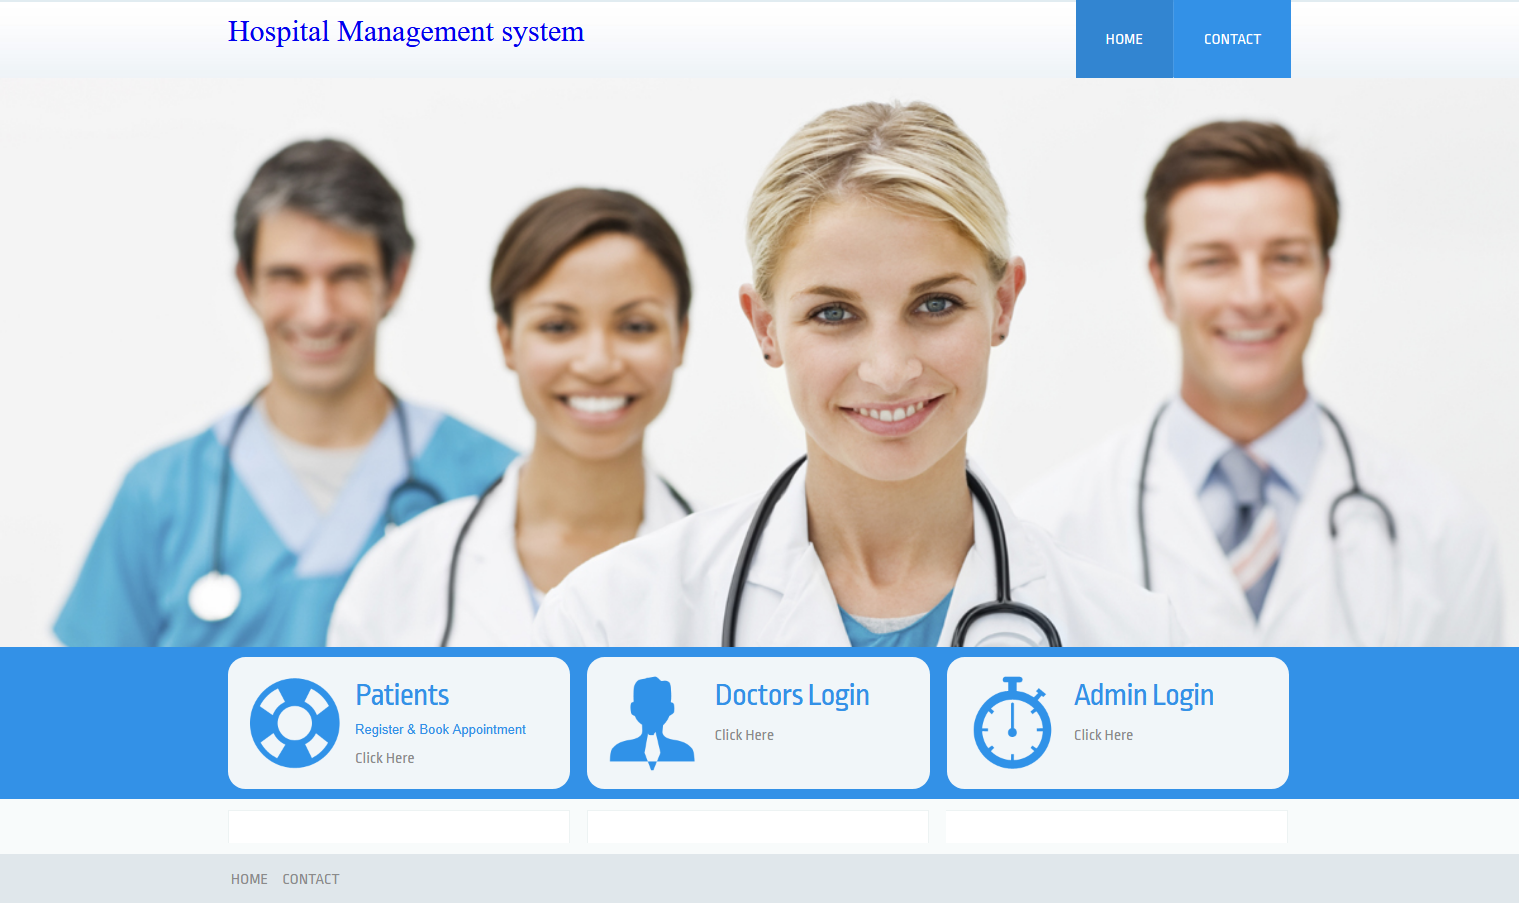 Hospital Management system
HOME
CONTACT
Patients
Register & Book Appointment
Click Here
Doctors Login
Click Here
Admin Login
Click Here
HOME
CONTACT